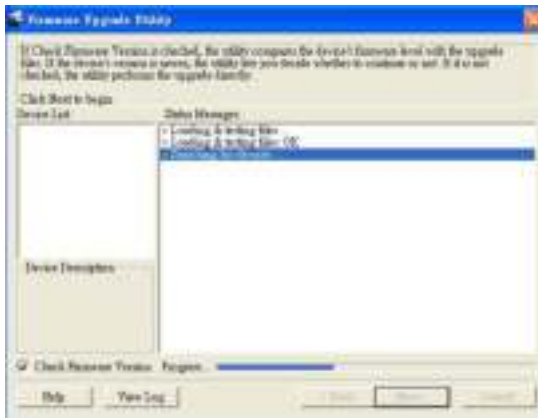 Firmware Upgrade Utility
If Check Firmware Version is checked, the utility compares the device's firmware level with the upgrade
files. If the device's version is newer, the utility lets you decide whether to continue or not. If it is not
checked, the utility performs the upgrade directly.
Click Next to begin.
Device List
Status Messages
Loading & testing files
Loading & testing files: OK
Searching for devices
Device Description
Check Firmware Version
Progress
Help
View Log